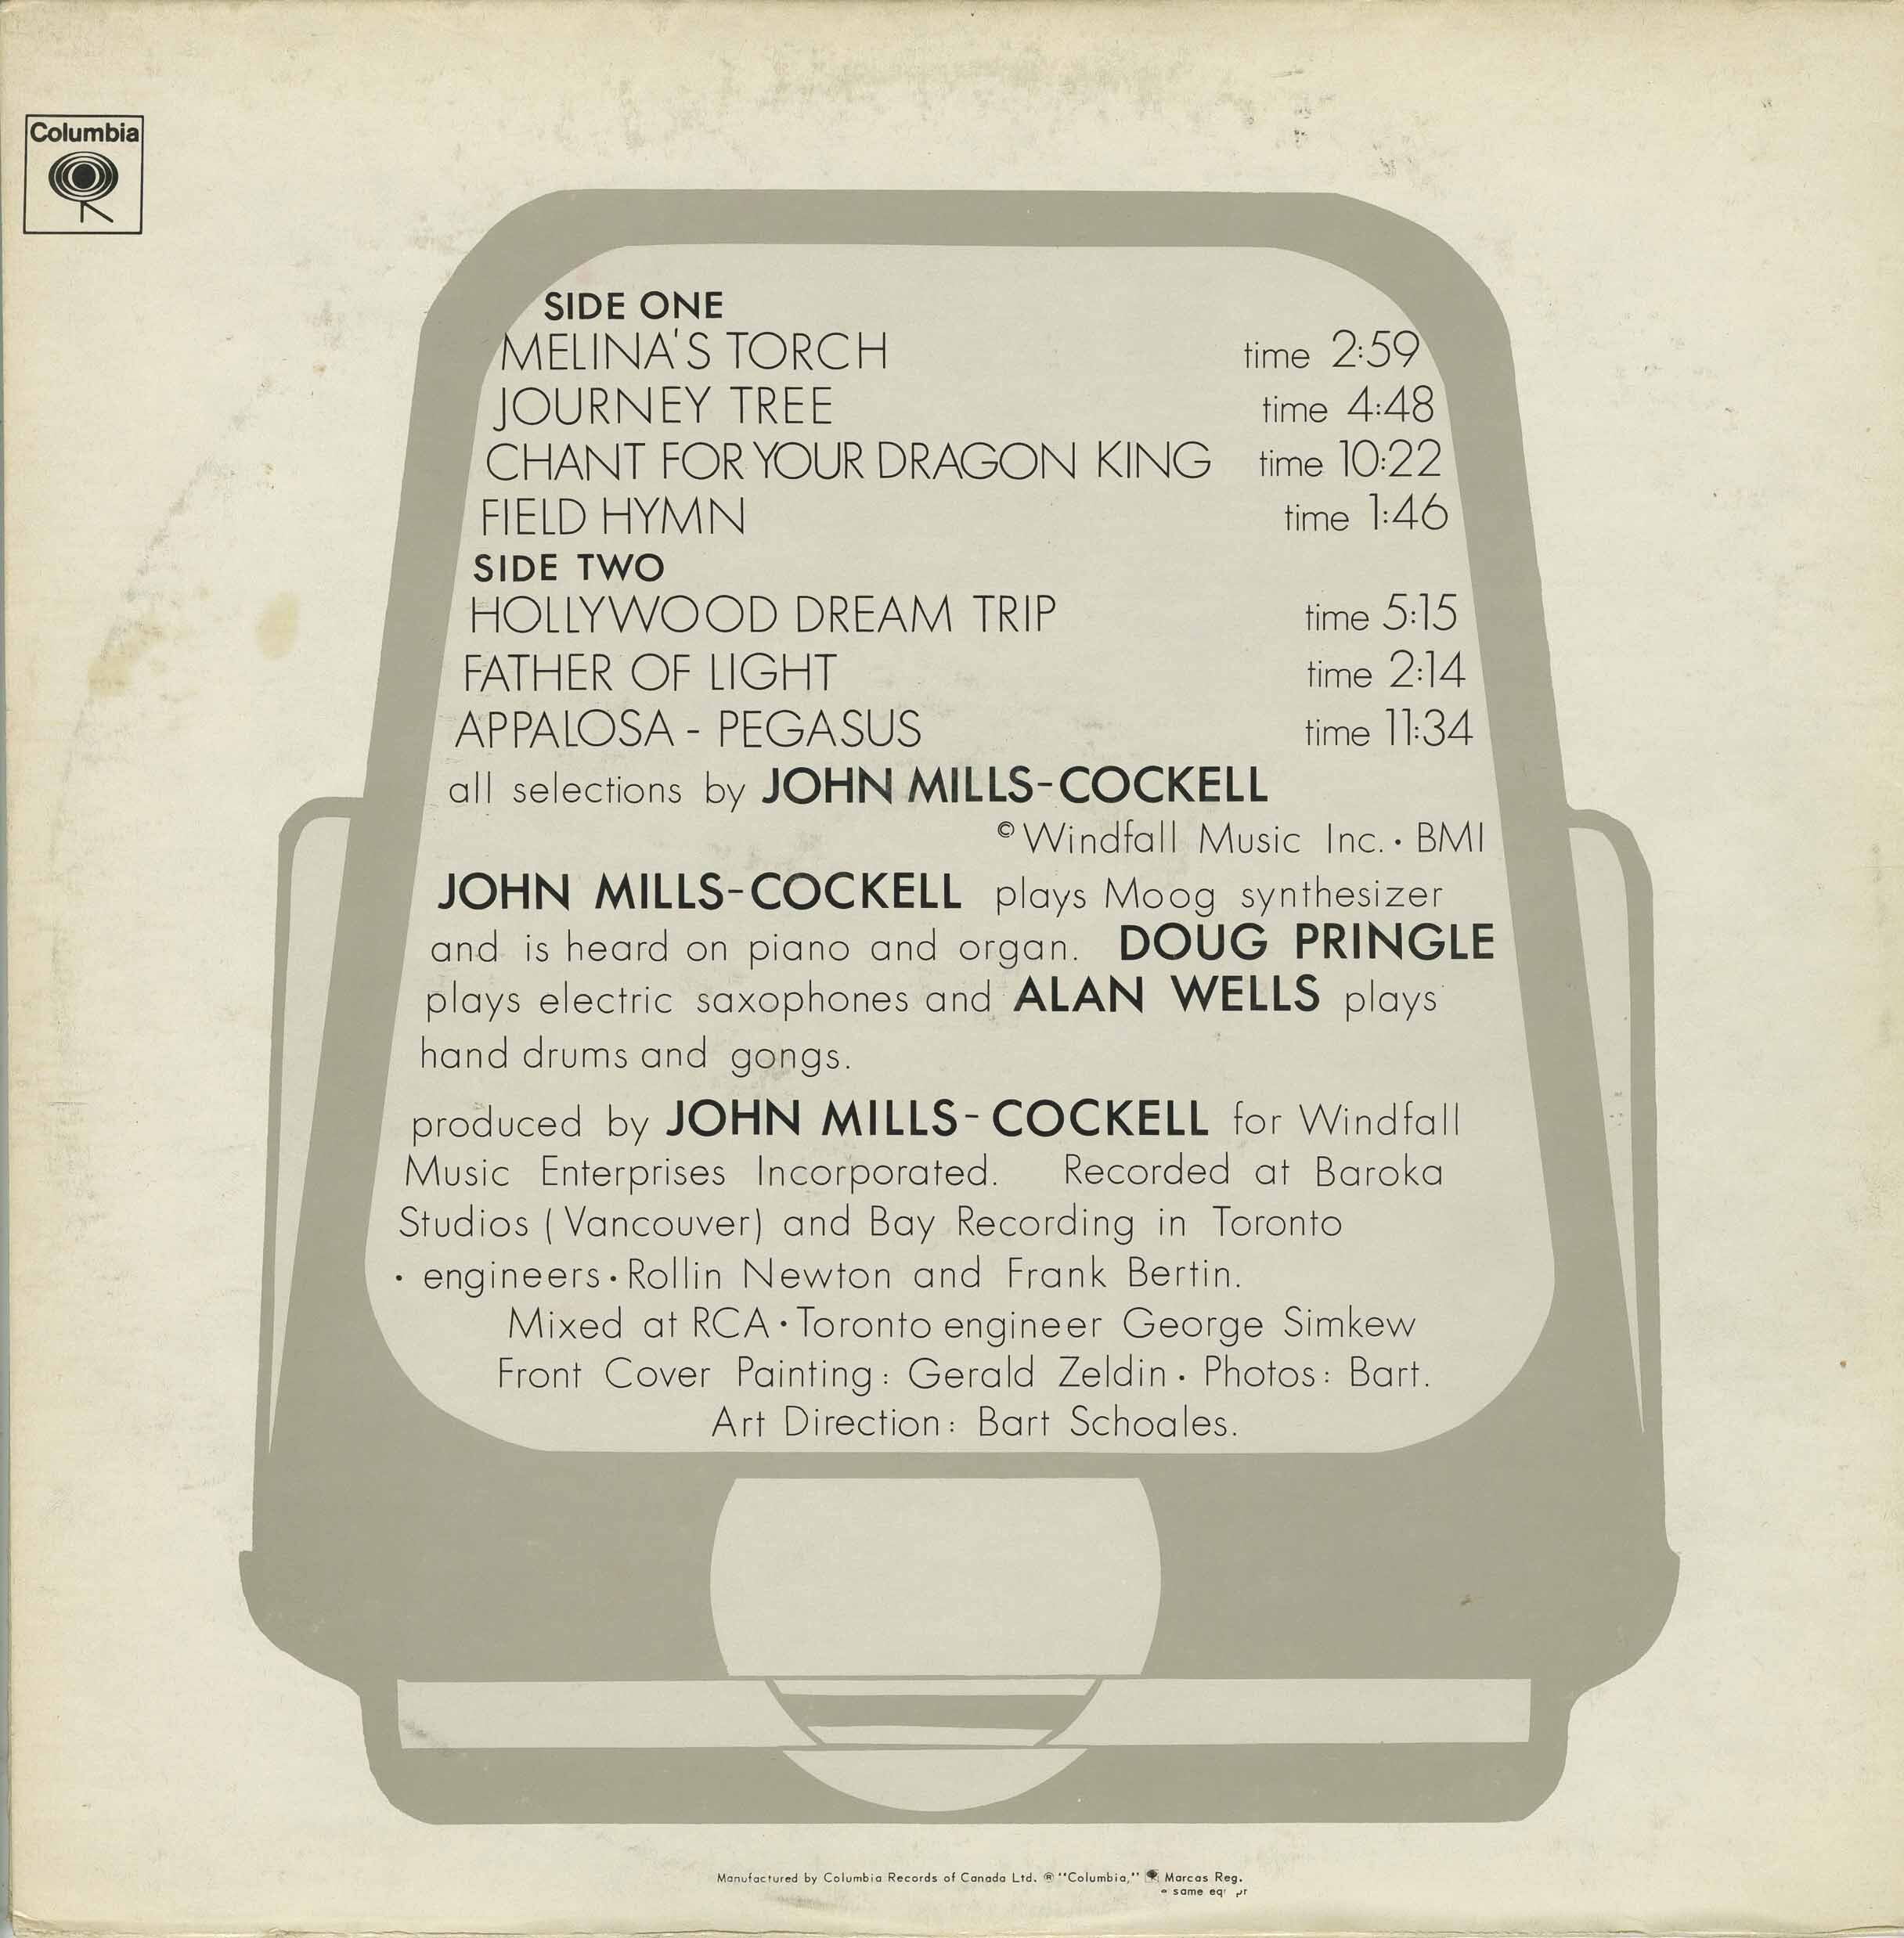 Columbia
SIDE ONE
MELINA'S TORCH time 2:59
JOURNEY TREE time 4:48
CHANT FOR YOUR DRAGON KING time 10:22
FIELD HYMN time 1:46
SIDE TWO
HOLLYWOOD DREAM TRIP time 5:15
FATHER OF LIGHT time 2:14
APPALOSA - PEGASUS time 11:34
all selections by JOHN MILLS-COCKELL
© Windfall Music Inc. • BMI
JOHN MILLS-COCKELL plays Moog synthesizer
and is heard on piano and organ. DOUG PRINGLE
plays electric saxophones and ALAN WELLS plays
hand drums and gongs.
produced by JOHN MILLS-COCKELL for Windfall
Music Enterprises Incorporated. Recorded at Baroka
Studios (Vancouver) and Bay Recording in Toronto
• engineers • Rollin Newton and Frank Bertin.
Mixed at RCA • Toronto engineer George Simkew
Front Cover Painting: Gerald Zeldin • Photos: Bart.
Art Direction: Bart Schoales.
Manufactured by Columbia Records of Canada Ltd. ® "Columbia," Marcas Reg.
same